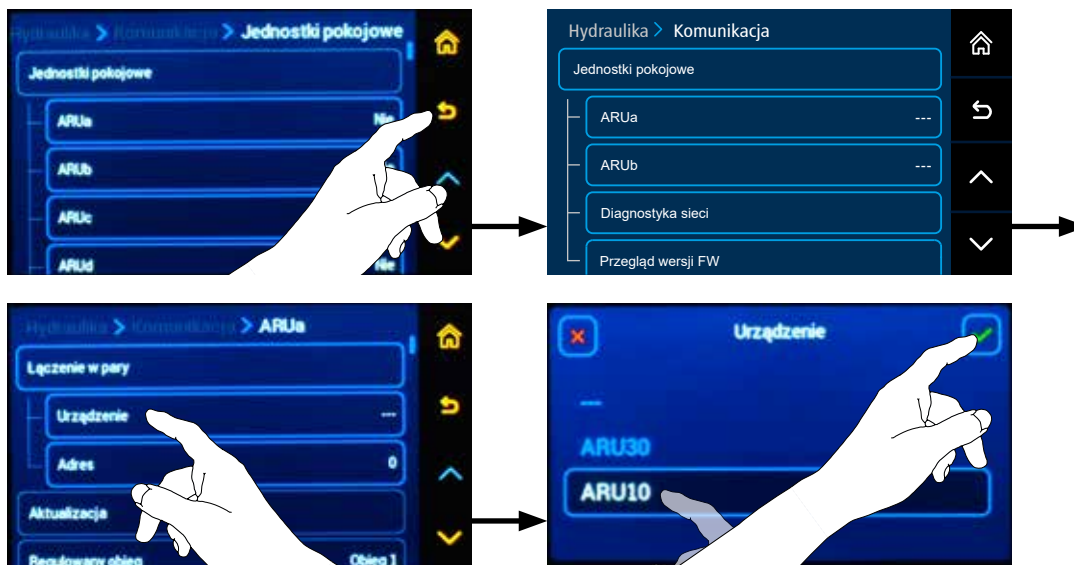 Hydraulika > Komunikacja > Jednostki pokojowe
Jednostki pokojowe
ARUa Nie
ARUb
ARUc
ARUd Nie
Hydraulika > Komunikacja
Jednostki pokojowe
ARUa ---
ARUb ---
Diagnostyka sieci
Przegląd wersji FW
Hydraulika > Komunikacja > ARUa
Łączenie w pary
Urządzenie ---
Adres 0
Aktualizacja
Regulowany obieg Obieg 1
Urządzenie
---
ARU30
ARU10